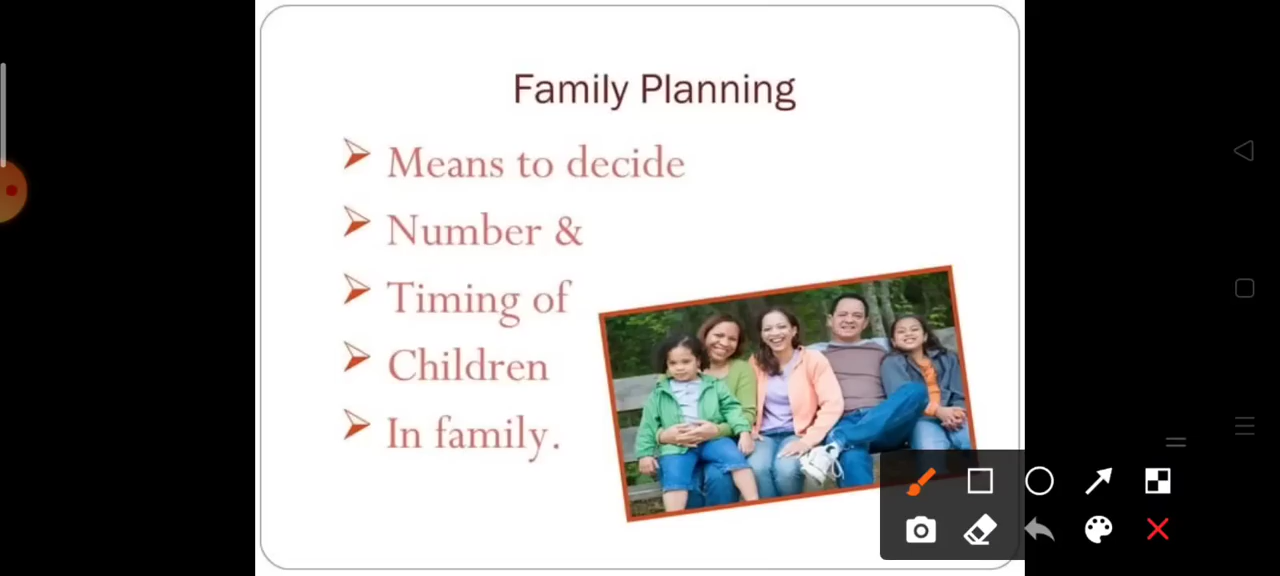 Family Planning
Means to decide
Number &
Timing of
Children
In family.